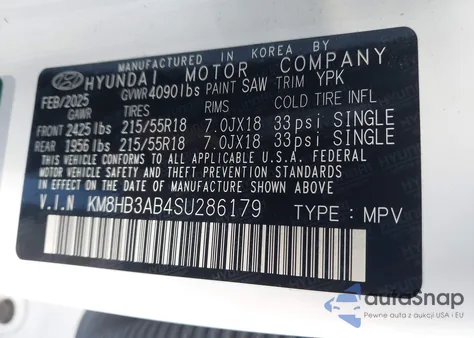 MANUFACTURED IN KOREA BY
HYUNDAI MOTOR COMPANY
FEB/2025 GVWR 4090 lbs PAINT SAW TRIM YPK
GAWR TIRES RIMS COLD TIRE INFL
FRONT 2425 lbs 215/55R18 7.0JX18 33psi SINGLE
REAR 1956 lbs 215/55R18 7.0JX18 33psi SINGLE
THIS VEHICLE CONFORMS TO ALL APPLICABLE U.S.A. FEDERAL
MOTOR VEHICLE SAFETY AND THEFT PREVENTION STANDARDS
IN EFFECT ON THE DATE OF MANUFACTURE SHOWN ABOVE.
V.I.N KM8HB3AB4SU286179 TYPE : MPV
autoSnap
Pewne auta z aukcji USA i EU